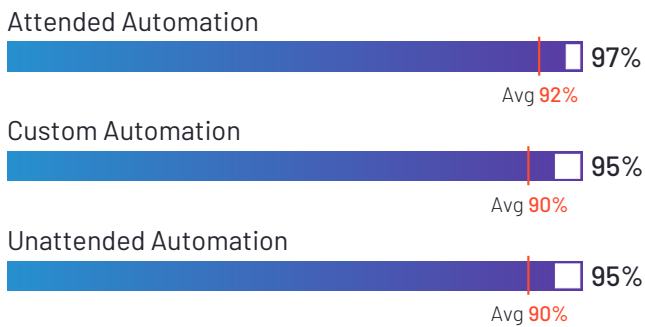 Attended Automation
97%
Avg 92%
Custom Automation
95%
Avg 90%
Unattended Automation
95%
Avg 90%